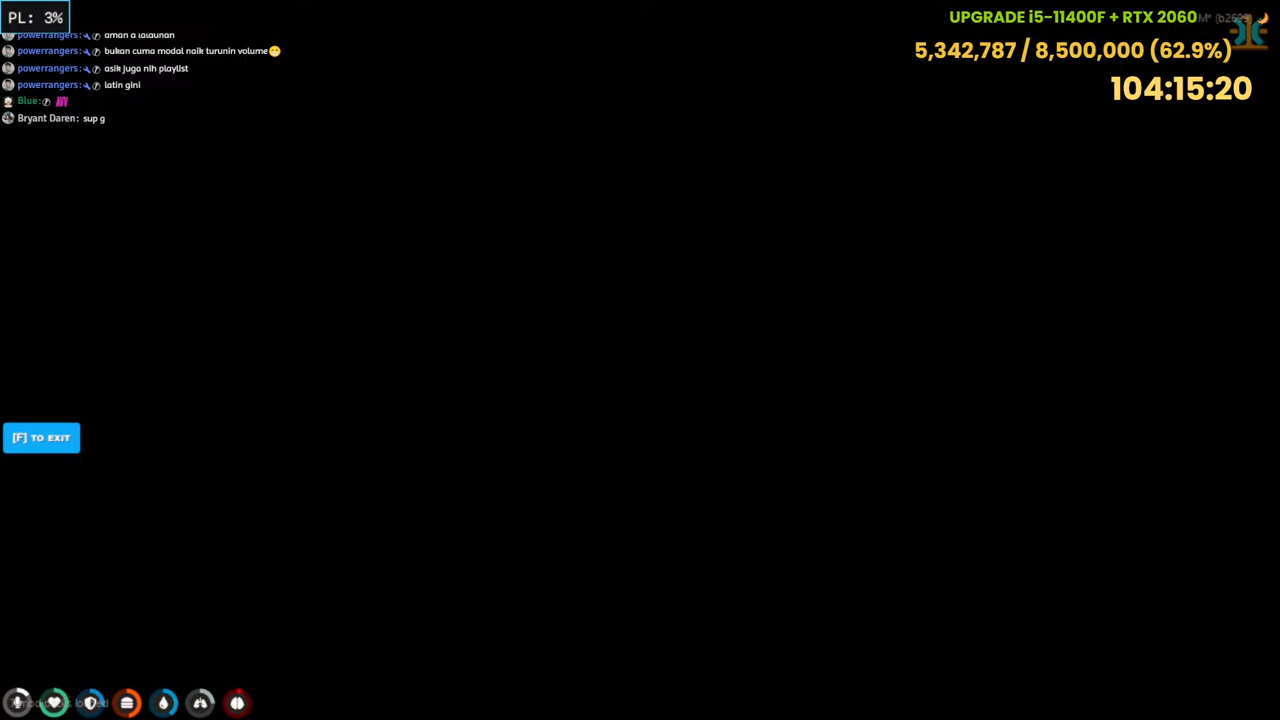 PL: 3%
UPGRADE i5-11400F + RTX 2060
5,342,787 / 8,500,000 (62.9%)
104:15:20
powerrangers: aman a lalaunan
powerrangers: bukan cuma modal naik turunin volume😁
powerrangers: asik juga nih playlist
powerrangers: latin gini
Blue:
Bryant Daren: sup g
[F] TO EXIT